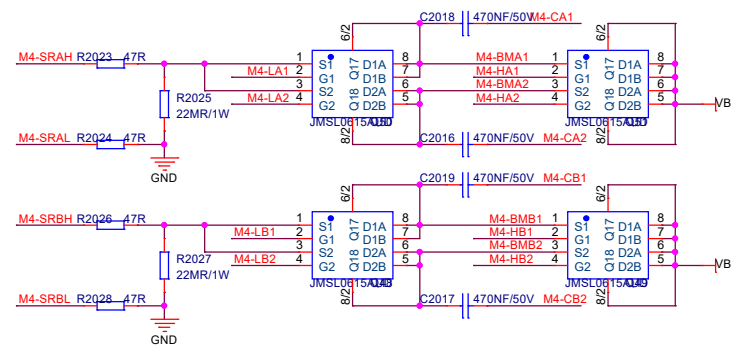 C2018 470NF/50V M4-CA1
6/2
6/2
M4-SRAH R2023 47R
1 S1 D1A 8 M4-BMA1 1 S1 D1A 8
M4-LA1 2 G1 Q17 D1B 7 M4-HA1 2 G1 Q17 D1B 7
3 S2 D2A 6 M4-BMA2 3 S2 D2A 6
M4-LA2 4 G2 Q18 D2B 5 M4-HA2 4 G2 Q18 D2B 5 VB
R2025
22MR/1W
JMSL0615AQ50 JMSL0615AQ51
8/2
8/2
M4-SRAL R2024 47R
C2016 470NF/50V M4-CA2
GND
C2019 470NF/50V M4-CB1
6/2
6/2
M4-SRBH R2026 47R
1 S1 D1A 8 M4-BMB1 1 S1 D1A 8
M4-LB1 2 G1 Q17 D1B 7 M4-HB1 2 G1 Q17 D1B 7
3 S2 D2A 6 M4-BMB2 3 S2 D2A 6
M4-LB2 4 G2 Q18 D2B 5 M4-HB2 4 G2 Q18 D2B 5 VB
R2027
22MR/1W
8/2
8/2
M4-SRBL R2028 47R
C2017 470NF/50V M4-CB2
GND